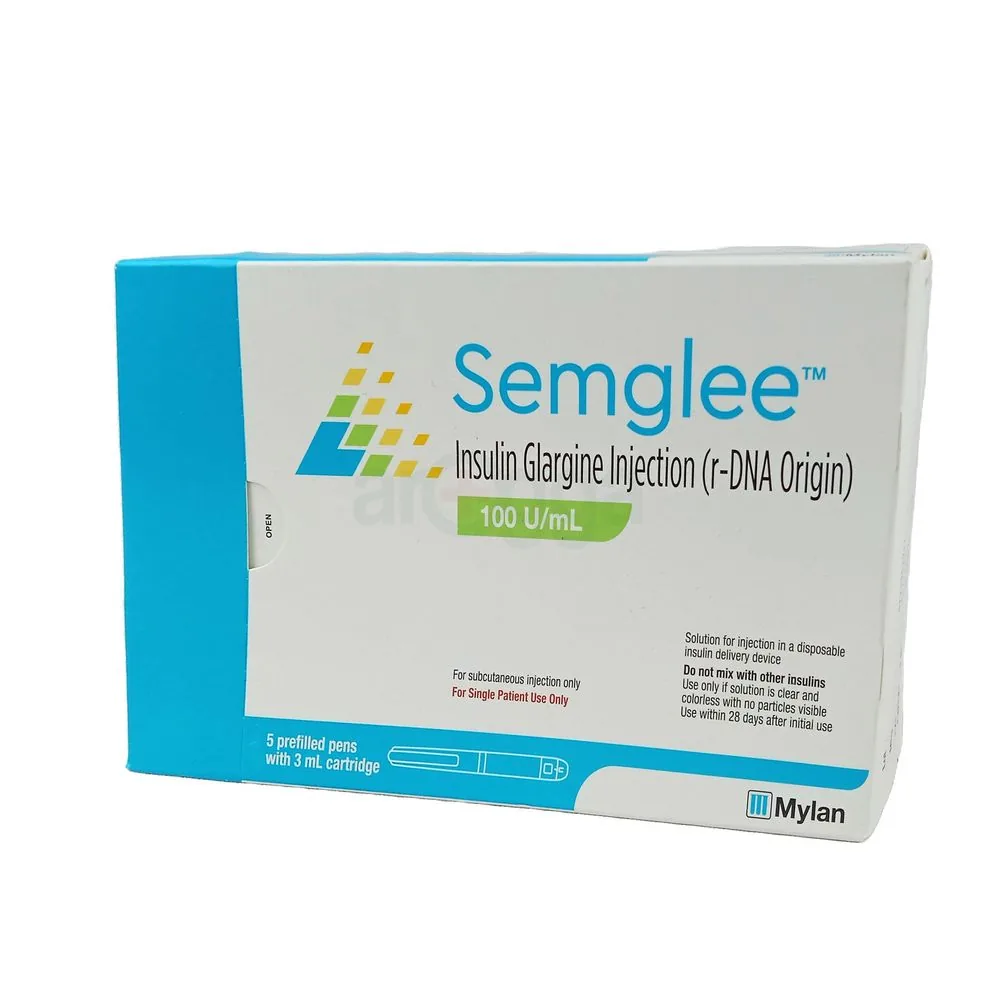 Mylan
Semglee™
Insulin Glargine Injection (r-DNA Origin)
100 U/mL
OPEN
Solution for injection in a disposable
insulin delivery device
Do not mix with other insulins
Use only if solution is clear and
colorless with no particles visible
Use within 28 days after initial use
For subcutaneous injection only
For Single Patient Use Only
5 prefilled pens
with 3 mL cartridge
Mylan